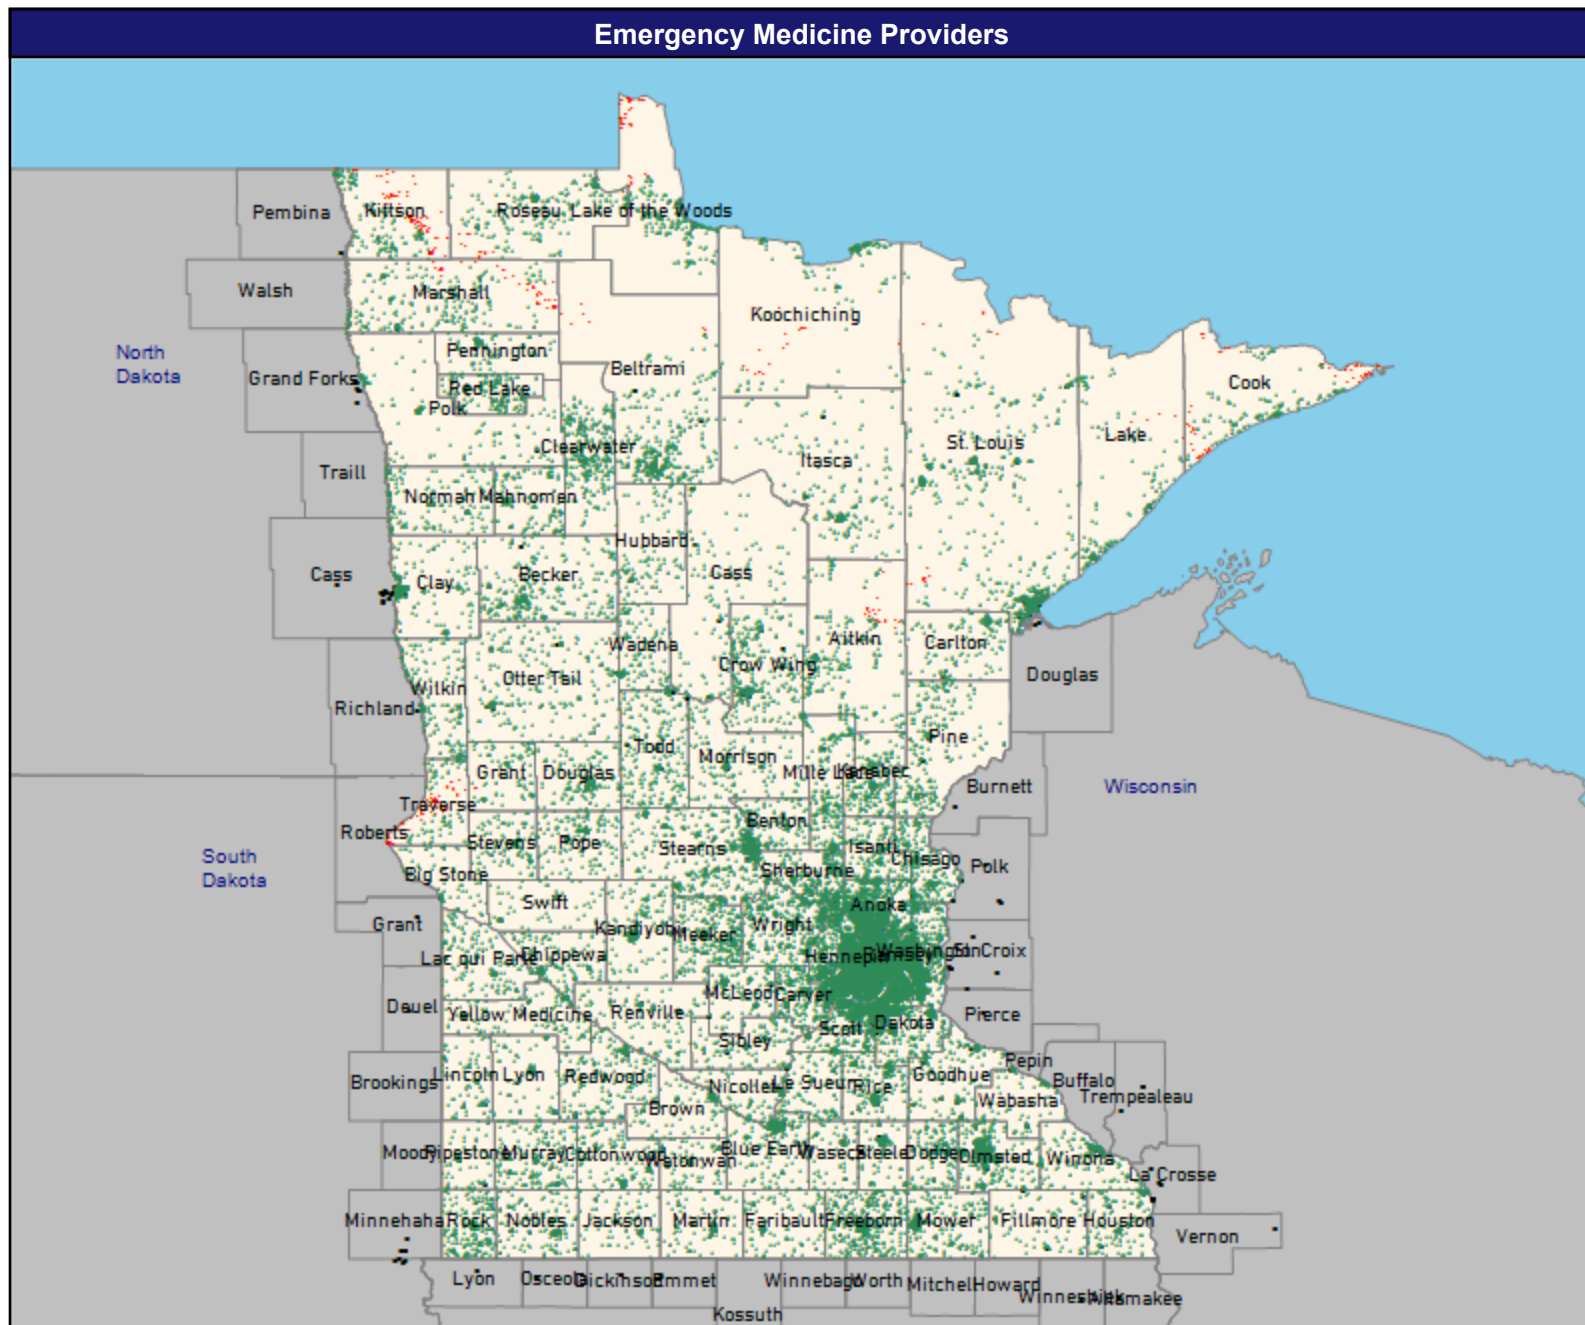 Emergency Medicine Providers
Pembina
Kittson
Roseau
Lake of the Woods
Walsh
Marshall
Koochiching
North
Dakota
Pennington
Grand Forks
Red Lake
Polk
Beltrami
Cook
Clearwater
Lake
St. Louis
Itasca
Traill
Norman
Mahnomen
Hubbard
Cass
Clay
Becker
Cass
Wadena
Aitkin
Carlton
Crow Wing
Otter Tail
Wilkin
Douglas
Richland
Todd
Morrison
Pine
Grant
Douglas
Mille Lacs
Kanabec
Burnett
Wisconsin
Traverse
Roberts
Benton
Stevens
Pope
Stearns
Isanti
Chisago
Polk
South
Dakota
Big Stone
Sherburne
Swift
Anoka
Grant
Kandiyohi
Meeker
Wright
Lac qui Parle
Chippewa
Hennepin
Ramsey
Washington
St. Croix
McLeod
Carver
Deuel
Yellow Medicine
Renville
Scott
Dakota
Pierce
Sibley
Pepin
Brookings
Lincoln
Lyon
Redwood
Nicollet
Le Sueur
Rice
Goodhue
Buffalo
Trempealeau
Wabasha
Brown
Moody
Pipestone
Murray
Cottonwood
Watonwan
Blue Earth
Waseca
Steele
Dodge
Olmsted
Winona
La Crosse
Minnehaha
Rock
Nobles
Jackson
Martin
Faribault
Freeborn
Mower
Fillmore
Houston
Vernon
Lyon
Osceola
Dickinson
Emmet
Winnebago
Worth
Mitchell
Howard
Winneshiek
Allamakee
Kossuth